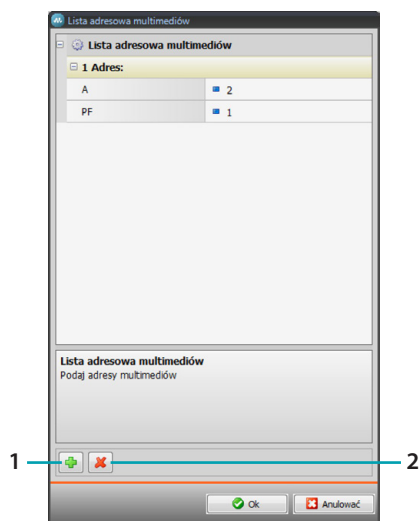 Lista adresowa multimediów
Lista adresowa multimediów
1 Adres:
A 2
PF 1
Lista adresowa multimediów
Podaj adresy multimediów
1 2
Ok Anulować